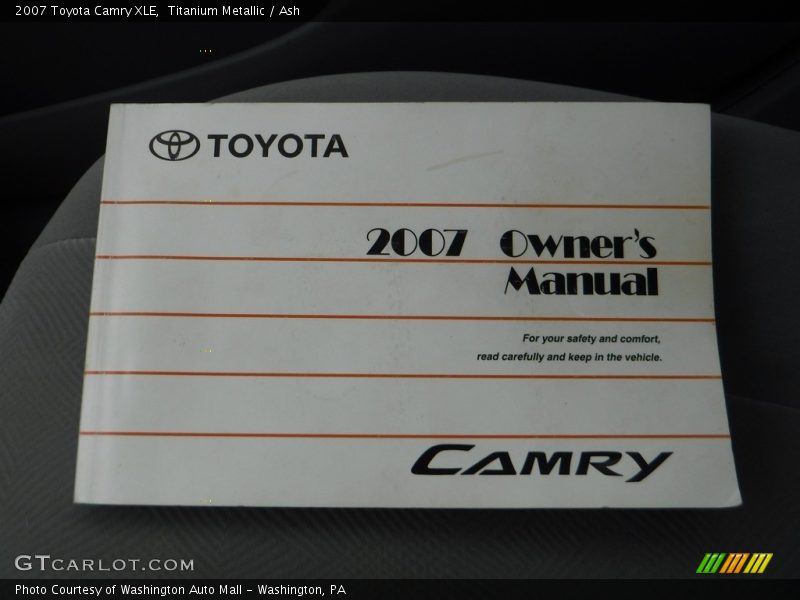 2007 Toyota Camry XLE,  Titanium Metallic / Ash
TOYOTA
2007 Owner's
Manual
For your safety and comfort,
read carefully and keep in the vehicle.
CAMRY
GTCARLOT.COM
Photo Courtesy of Washington Auto Mall - Washington, PA